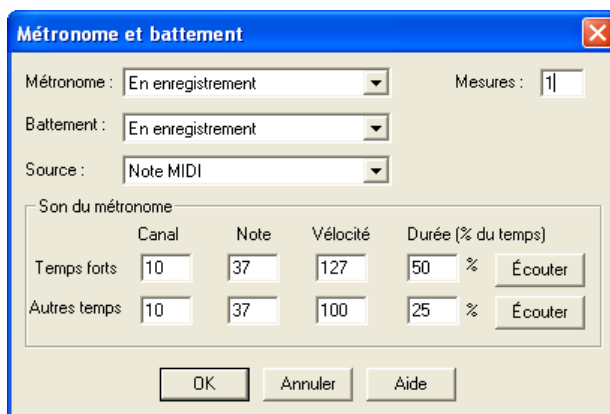 Métronome et battement
Métronome : En enregistrement Mesures : 1
Battement : En enregistrement
Source : Note MIDI
Son du métronome
Canal Note Vélocité Durée (% du temps)
Temps forts 10 37 127 50 % Écouter
Autres temps 10 37 100 25 % Écouter
OK Annuler Aide